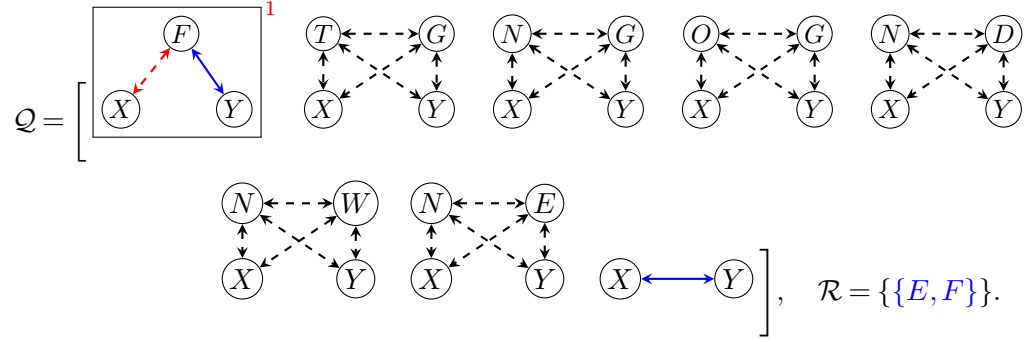 F 1 T G N G O G N D
𝒬 = [ X Y X Y X Y X Y X Y
N W N E
X Y X Y X Y ], ℛ = {{E, F}}.